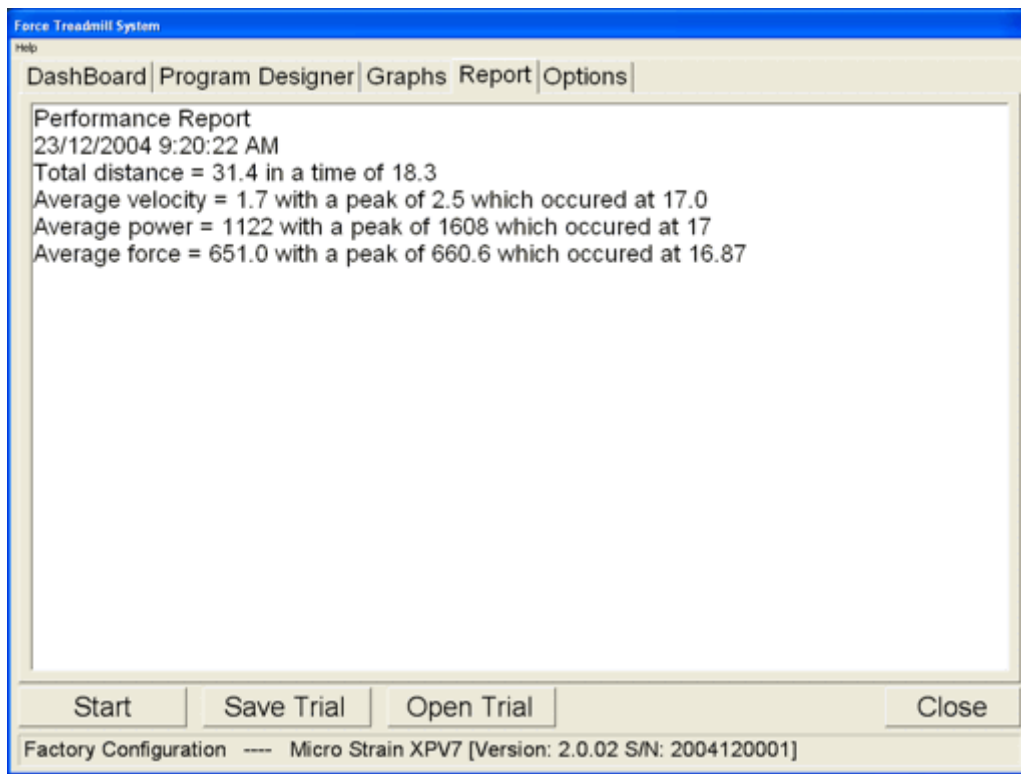 Force Treadmill System
Help
DashBoard Program Designer Graphs Report Options
Performance Report
23/12/2004 9:20:22 AM
Total distance = 31.4 in a time of 18.3
Average velocity = 1.7 with a peak of 2.5 which occured at 17.0
Average power = 1122 with a peak of 1608 which occured at 17
Average force = 651.0 with a peak of 660.6 which occured at 16.87
Start Save Trial Open Trial Close
Factory Configuration ---- Micro Strain XPV7 [Version: 2.0.02 S/N: 2004120001]